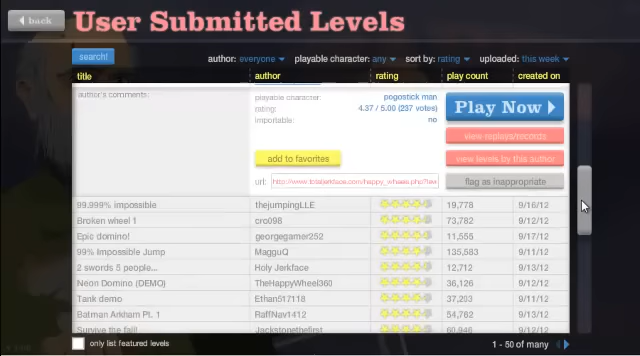 back
User Submitted Levels
search!
author: everyone playable character: any sort by: rating uploaded: this week
title author rating play count created on
author's comments:
playable character: pogostick man
rating: 4.37 / 5.00 (237 votes)
importable: no
Play Now
view replays/records
add to favorites
view levels by this author
url:
flag as inappropriate
99.999% impossible thejumpingLLE 19,778 9/16/12
Broken wheel 1 cro098 73,782 9/12/12
Epic domino! georgegamer252 11,555 9/17/12
99% Impossible Jump MagguQ 135,583 9/11/12
2 swords 5 people... Holy Jerkface 12,712 9/13/12
Neon Domino (DEMO) TheHappyWheel360 36,126 9/12/12
Tank demo Ethan517118 37,293 9/11/12
Batman Arkham Pt. 1 RaffNav1412 54,762 9/13/12
Survive the fall! Jackstonethefirst 60,946 9/12/12
only list featured levels 1 - 50 of many